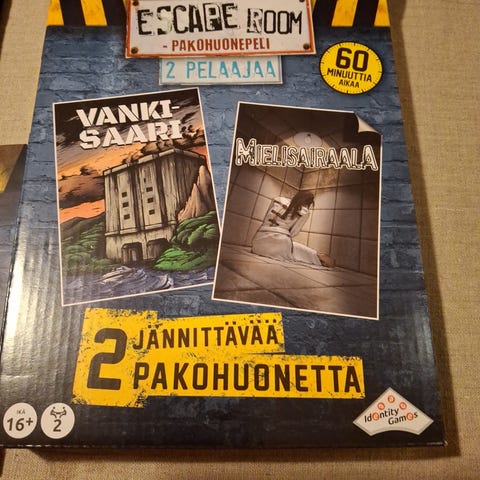 ESCAPE ROOM
- PAKOHUONEPELI
2 PELAAJAA
60
MINUUTTIA
AIKAA
VANKI-
SAARI
MIELISAIRAALA
2 JÄNNITTÄVÄÄ
PAKOHUONETTA
IKÄ
16+
2
Identity
Games